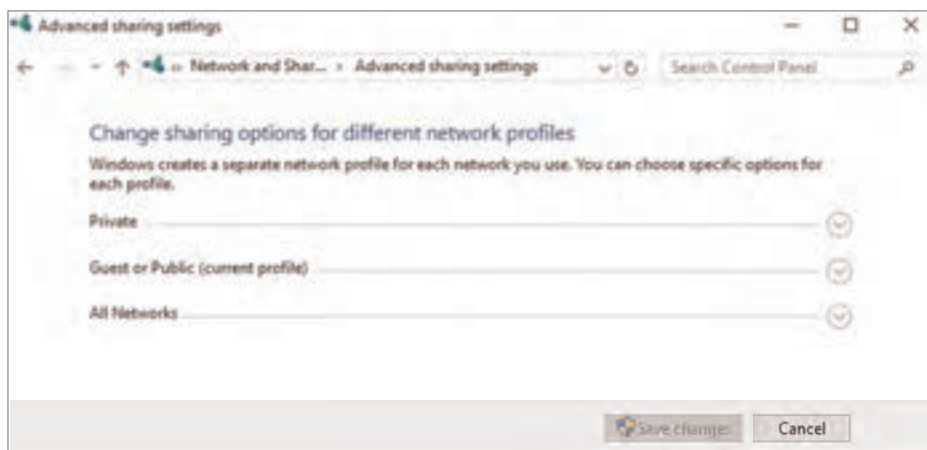 Advanced sharing settings
« Network and Shar... › Advanced sharing settings
Search Control Panel
Change sharing options for different network profiles
Windows creates a separate network profile for each network you use. You can choose specific options for
each profile.
Private
Guest or Public (current profile)
All Networks
Save changes
Cancel